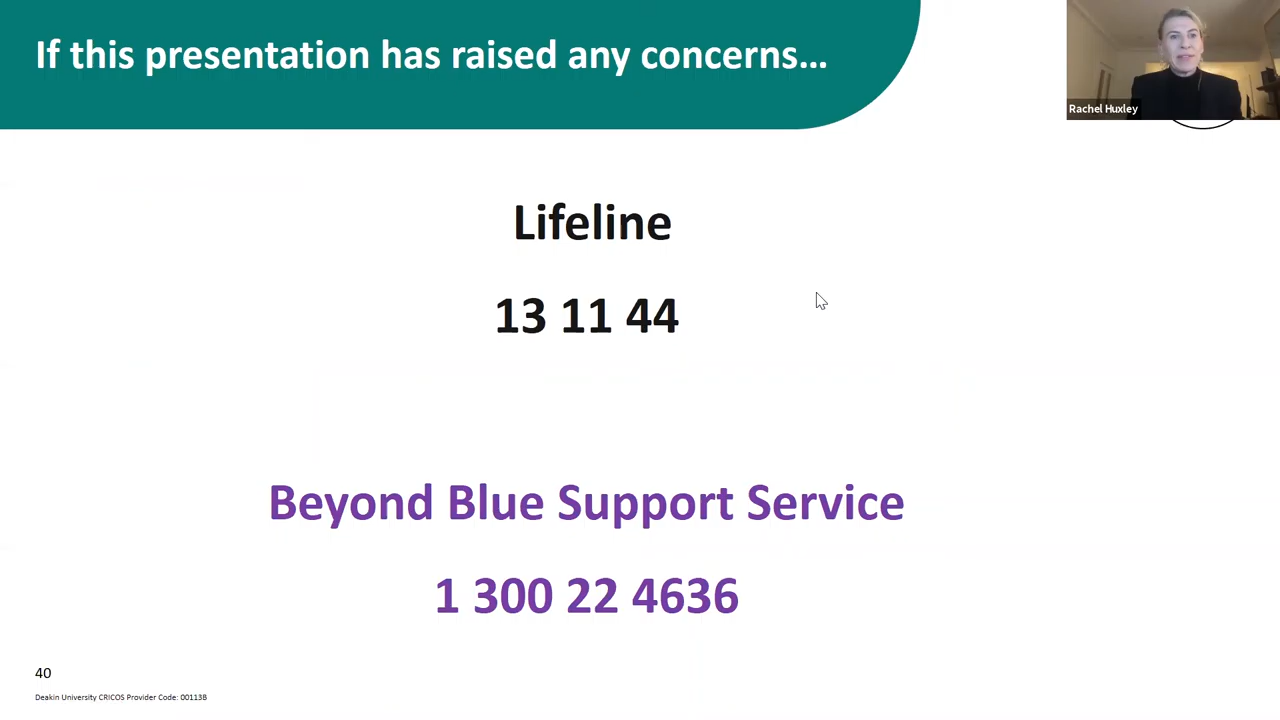 If this presentation has raised any concerns…
Rachel Huxley
Lifeline
13 11 44
Beyond Blue Support Service
1 300 22 4636
40
Deakin University CRICOS Provider Code: 00113B